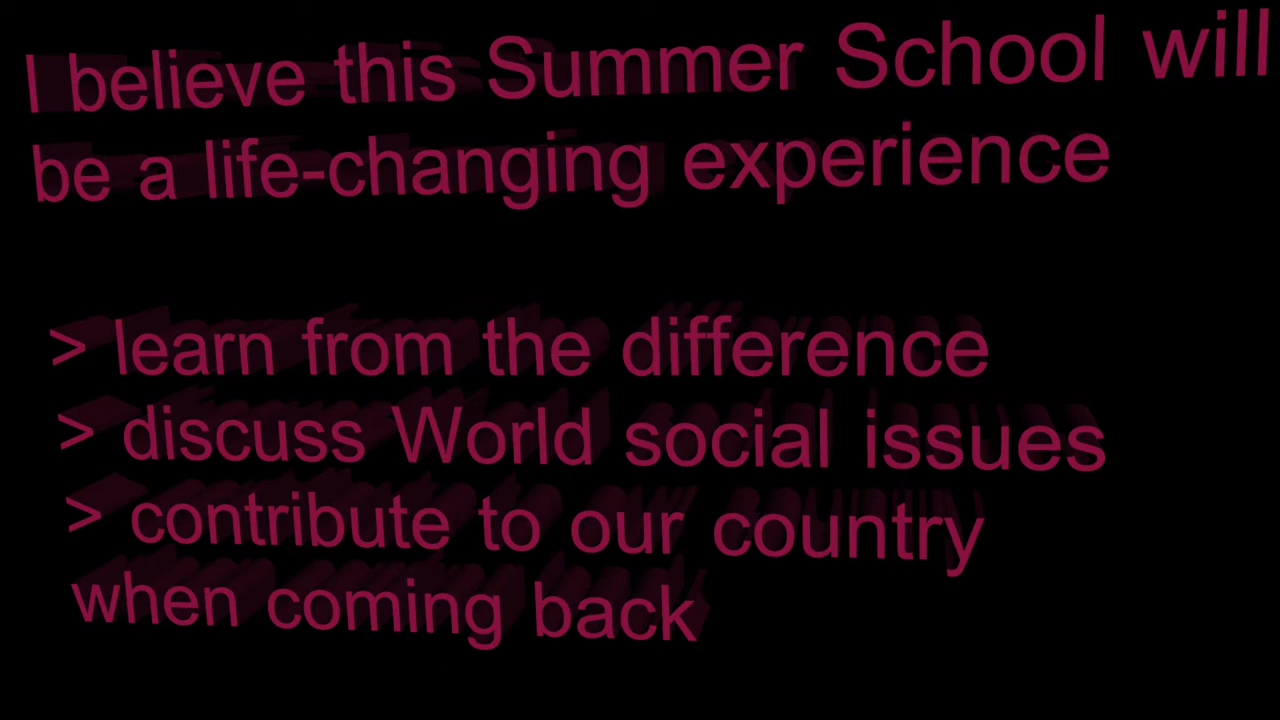 I believe this Summer School will
be a life-changing experience
> learn from the difference
> discuss World social issues
> contribute to our country
when coming back